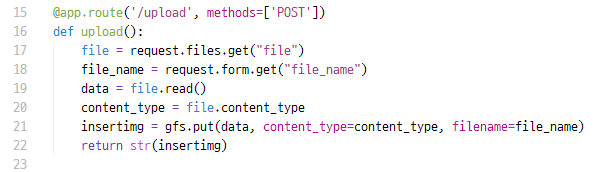 15 @app.route('/upload', methods=['POST'])
16 def upload():
17     file = request.files.get("file")
18     file_name = request.form.get("file_name")
19     data = file.read()
20     content_type = file.content_type
21     insertimg = gfs.put(data, content_type=content_type, filename=file_name)
22     return str(insertimg)
23